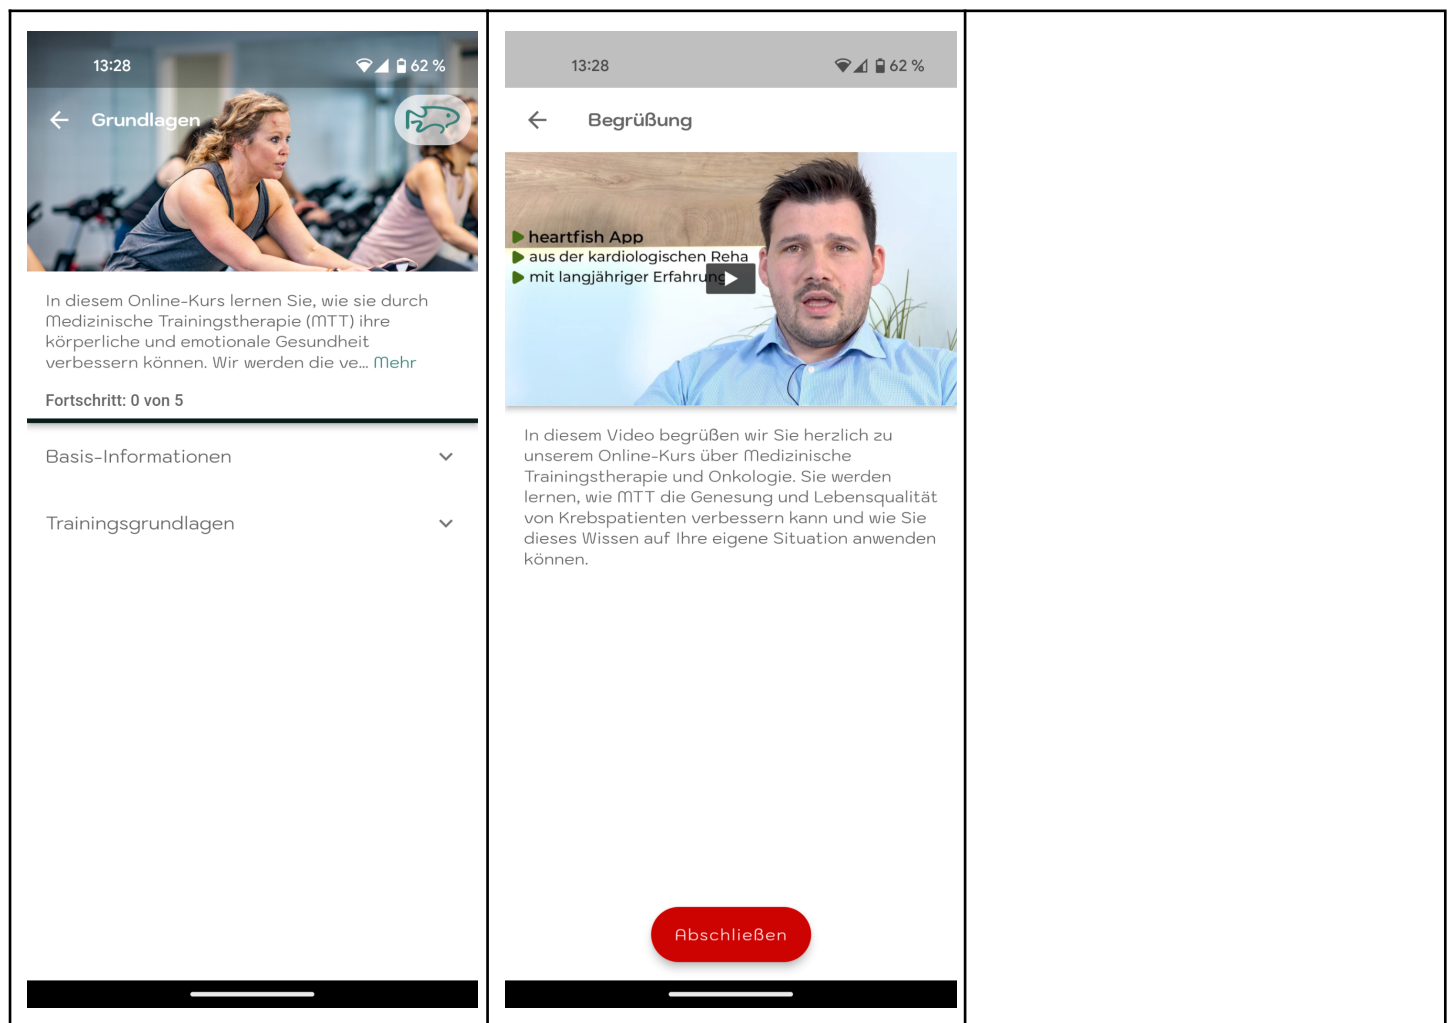 13:28
62 %
Grundlagen
In diesem Online-Kurs lernen Sie, wie sie durch
Medizinische Trainingstherapie (MTT) ihre
körperliche und emotionale Gesundheit
verbessern können. Wir werden die ve... Mehr
Fortschritt: 0 von 5
Basis-Informationen
Trainingsgrundlagen
13:28
62 %
Begrüßung
heartfish App
aus der kardiologischen Reha
mit langjähriger Erfahrung
In diesem Video begrüßen wir Sie herzlich zu
unserem Online-Kurs über Medizinische
Trainingstherapie und Onkologie. Sie werden
lernen, wie MTT die Genesung und Lebensqualität
von Krebspatienten verbessern kann und wie Sie
dieses Wissen auf Ihre eigene Situation anwenden
können.
Abschließen